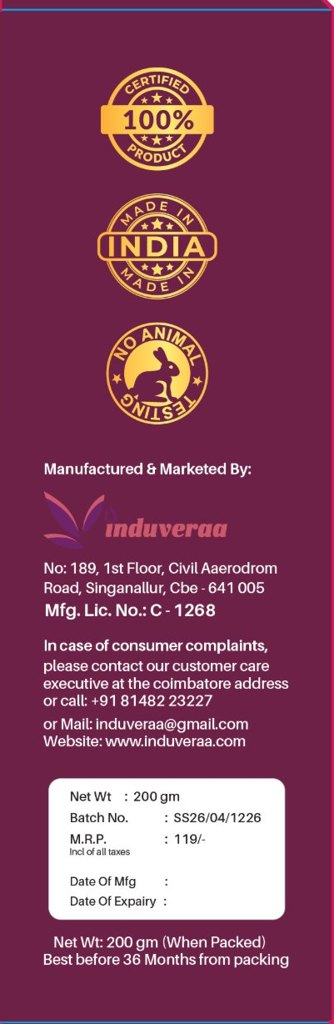 CERTIFIED
100%
PRODUCT
MADE IN
INDIA
MADE IN
NO ANIMAL
TESTING
Manufactured & Marketed By:
induveraa
No: 189, 1st Floor, Civil Aaerodrom
Road, Singanallur, Cbe - 641 005
Mfg. Lic. No.: C - 1268
In case of consumer complaints,
please contact our customer care
executive at the coimbatore address
or call: +91 81482 23227
or Mail: induveraa@gmail.com
Website: www.induveraa.com
Net Wt : 200 gm
Batch No. : SS26/04/1226
M.R.P. : 119/-
Incl of all taxes
Date Of Mfg :
Date Of Expairy :
Net Wt: 200 gm (When Packed)
Best before 36 Months from packing